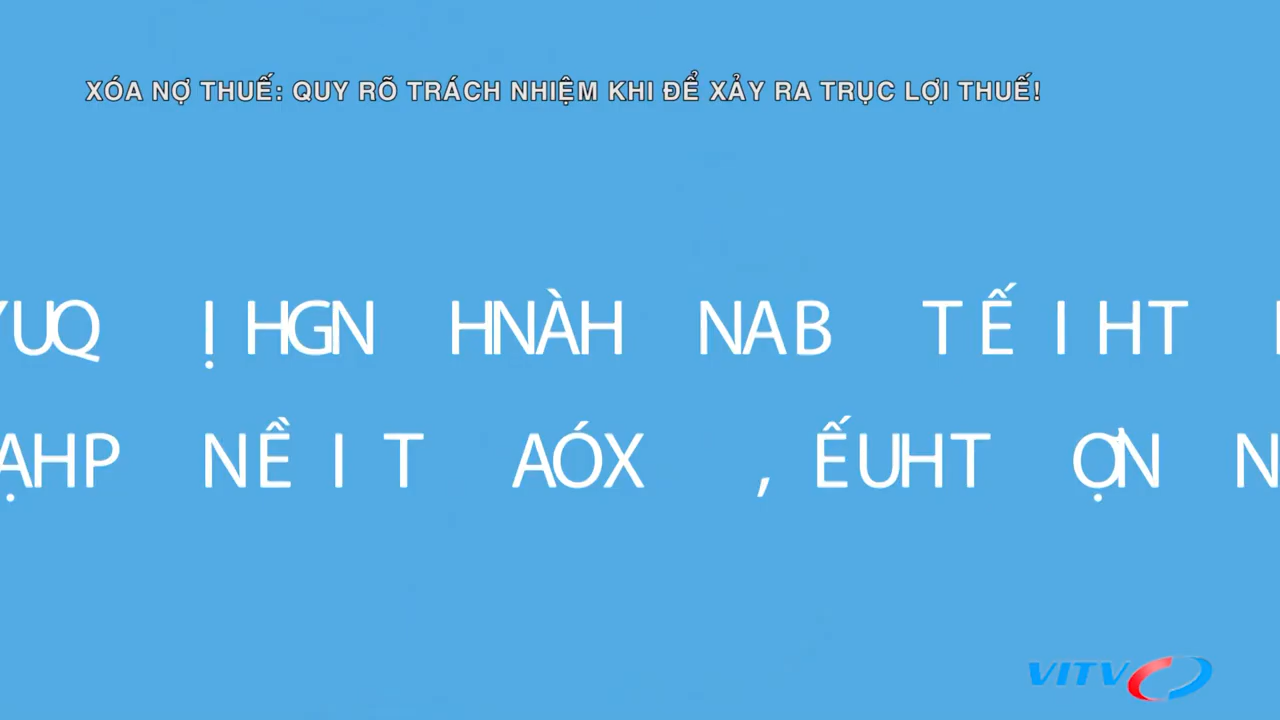 XÓA NỢ THUẾ: QUY RÕ TRÁCH NHIỆM KHI ĐỂ XẢY RA TRỤC LỢI THUẾ!
YUQ ỊHGN HNÀH NAB TẾIHT
ẠHP NỀIT AÓX ,ẾUHT ỢN N
VITV